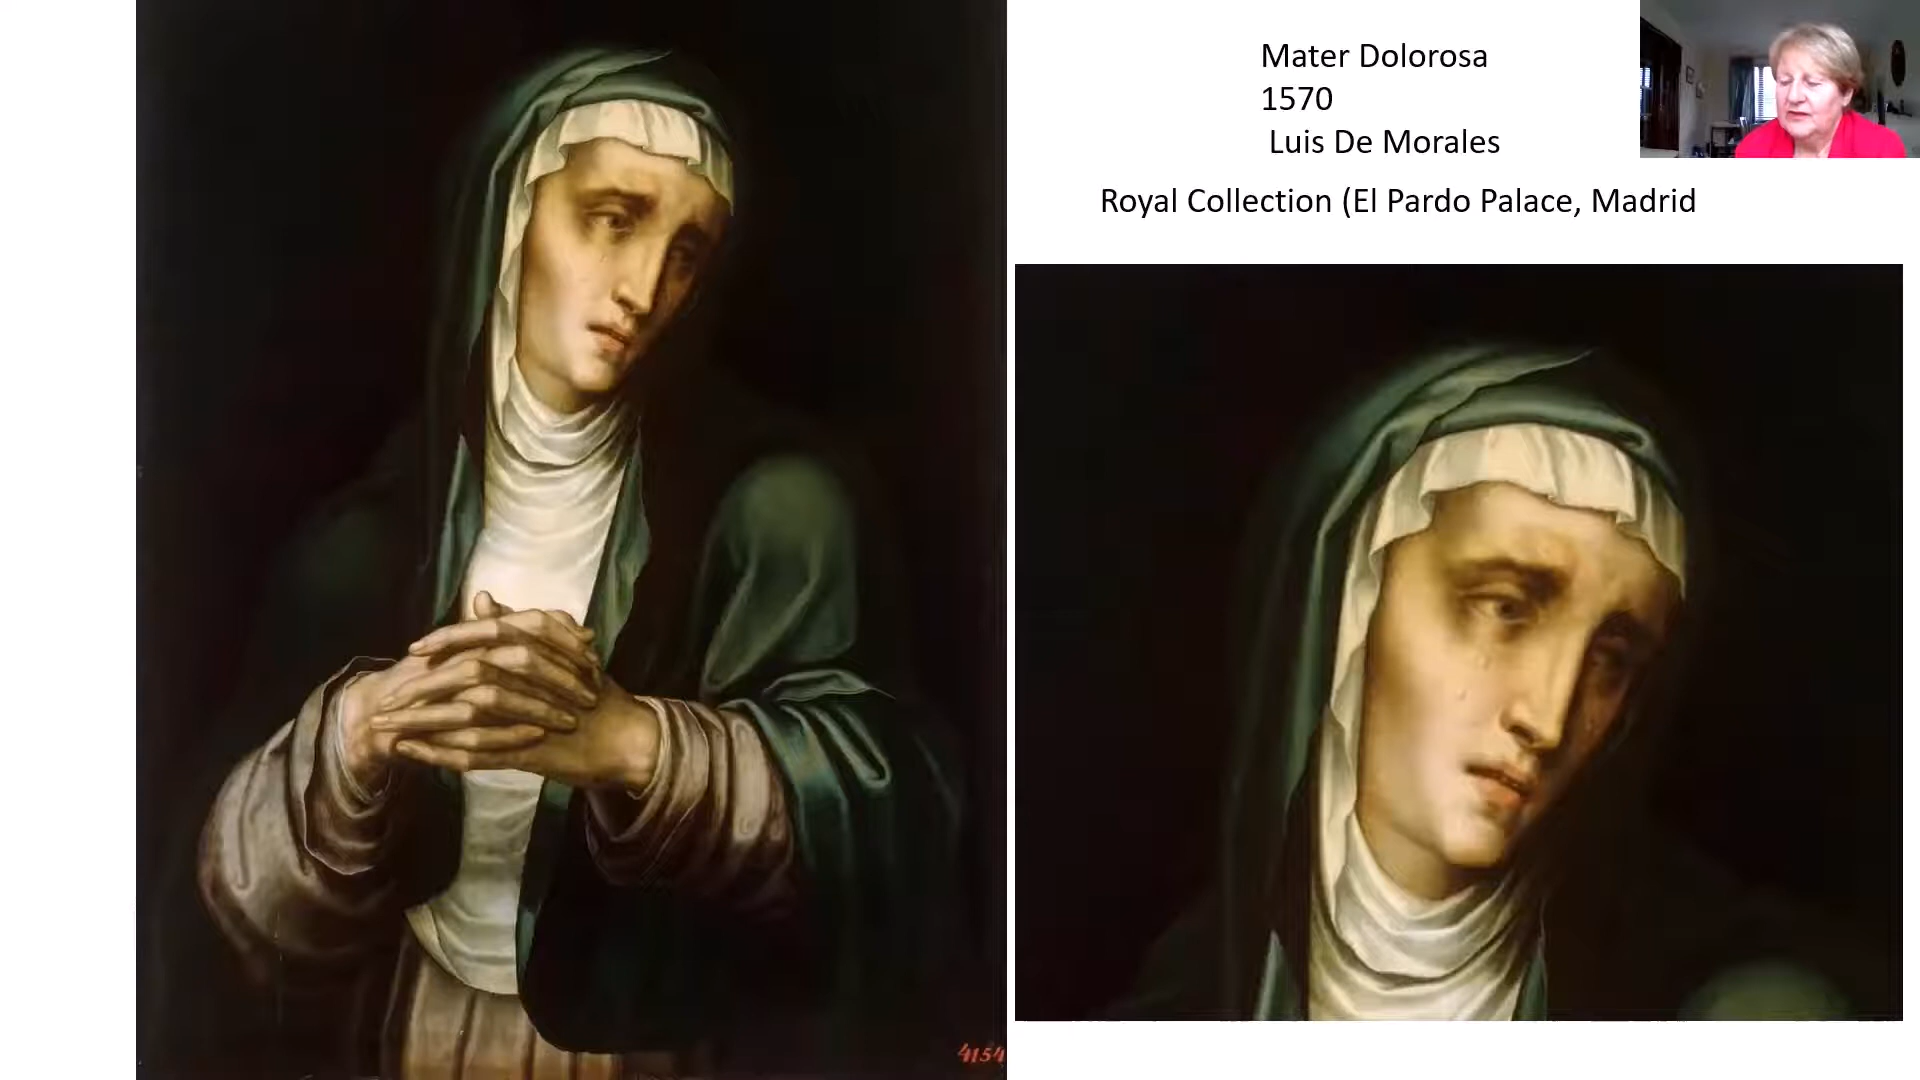 Mater Dolorosa
1570
Luis De Morales
Royal Collection (El Pardo Palace, Madrid
4154